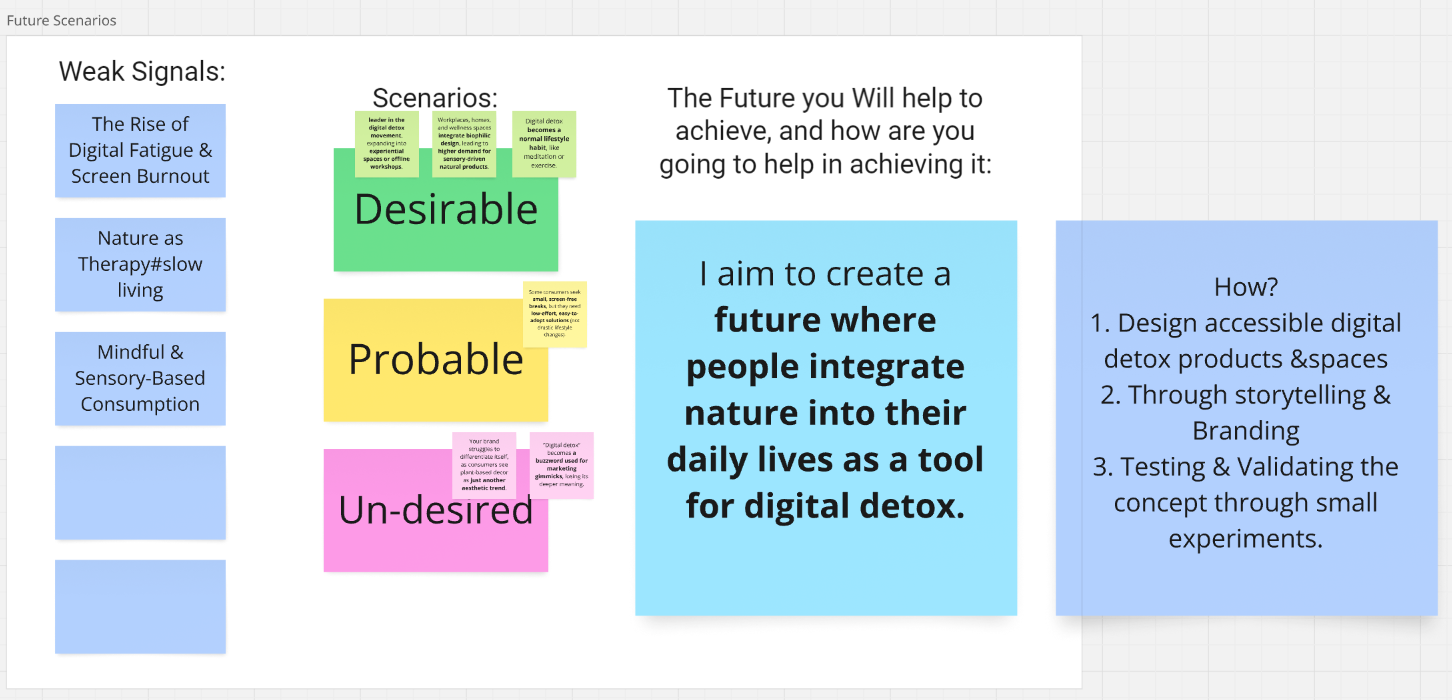 Future Scenarios
Weak Signals:
The Rise of
Digital Fatigue &
Screen Burnout
Nature as
Therapy#slow
living
Mindful &
Sensory-Based
Consumption
Scenarios:
leader in the
digital detox
movement,
expanding into
experiential
spaces or offline
workshops.
Workplaces, homes,
and wellness spaces
integrate biophilic
design, leading to
higher demand for
sensory-driven
natural products.
Digital detox
becomes a
normal lifestyle
habit, like
meditation or
exercise.
Desirable
Some consumers seek
small, screen-free
breaks, but they need
low-effort, easy-to-
adopt solutions (not
drastic lifestyle
changes).
Probable
Your brand
struggles to
differentiate itself,
as consumers see
plant-based decor
as just another
aesthetic trend.
"Digital detox"
becomes a
buzzword used for
marketing
gimmicks, losing its
deeper meaning.
Un-desired
The Future you Will help to
achieve, and how are you
going to help in achieving it:
I aim to create a
future where
people integrate
nature into their
daily lives as a tool
for digital detox.
How?
1. Design accessible digital
detox products &spaces
2. Through storytelling &
Branding
3. Testing & Validating the
concept through small
experiments.